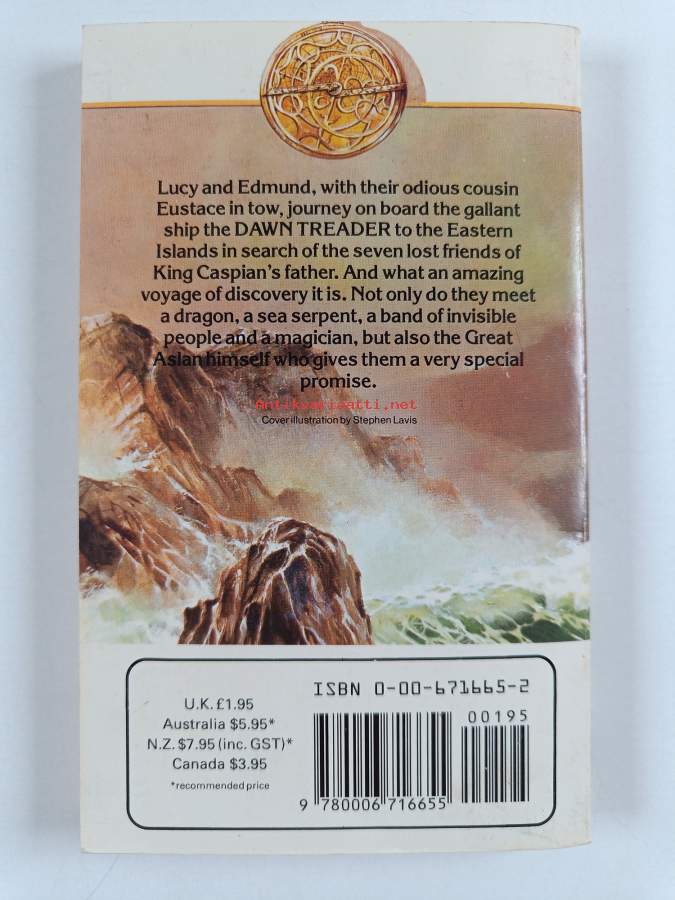 Lucy and Edmund, with their odious cousin
Eustace in tow, journey on board the gallant
ship the DAWN TREADER to the Eastern
Islands in search of the seven lost friends of
King Caspian's father. And what an amazing
voyage of discovery it is. Not only do they meet
a dragon, a sea serpent, a band of invisible
people and a magician, but also the Great
Aslan himself who gives them a very special
promise.
Antikvariaatti.net
Cover illustration by Stephen Lavis
U.K. £1.95
Australia $5.95*
N.Z. $7.95 (inc. GST)*
Canada $3.95
*recommended price
ISBN 0-00-671665-2
00195
9 780006 716655